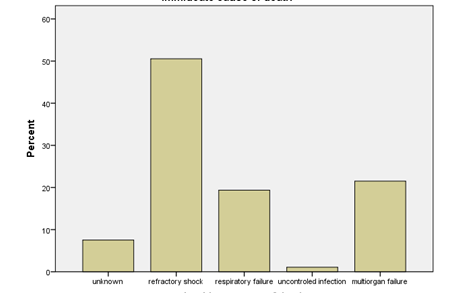 60
50
40
30
20
10
0
Percent
unknown
refractory shock
respiratory failure
uncontroled infection
multiorgan failure